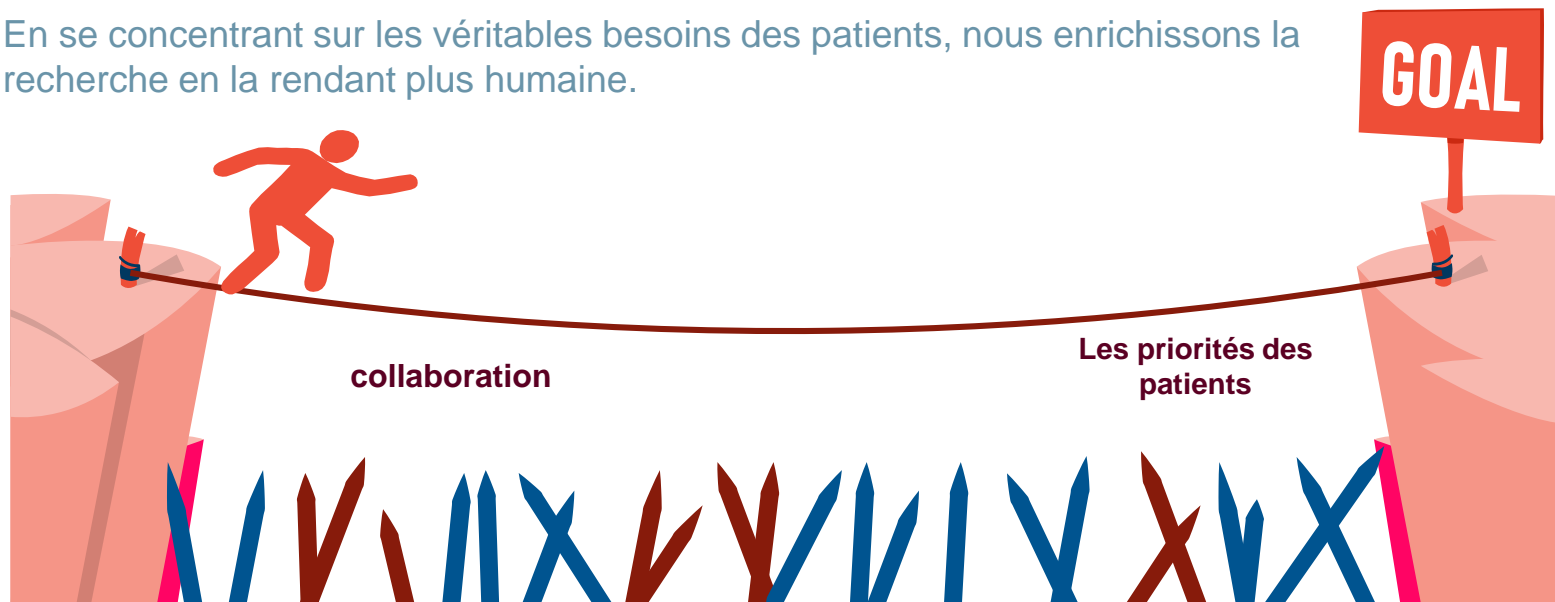 En se concentrant sur les véritables besoins des patients, nous enrichissons la
recherche en la rendant plus humaine.
GOAL
collaboration
Les priorités des
patients